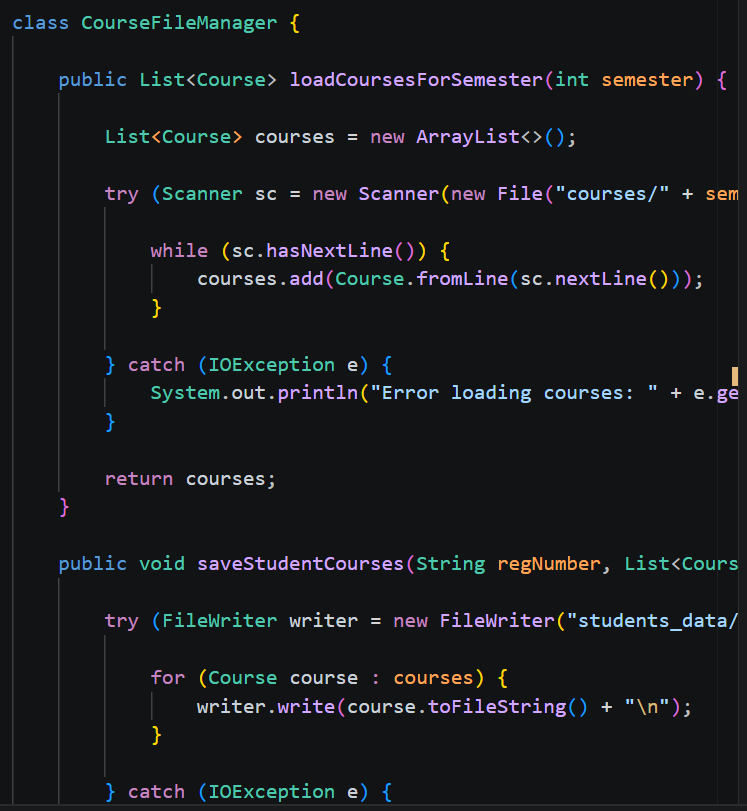 class CourseFileManager {
public List<Course> loadCoursesForSemester(int semester) {
List<Course> courses = new ArrayList<>();
try (Scanner sc = new Scanner(new File("courses/" + sem
while (sc.hasNextLine()) {
courses.add(Course.fromLine(sc.nextLine()));
}
} catch (IOException e) {
System.out.println("Error loading courses: " + e.ge
}
return courses;
}
public void saveStudentCourses(String regNumber, List<Cours
try (FileWriter writer = new FileWriter("students_data/
for (Course course : courses) {
writer.write(course.toFileString() + "\n");
}
} catch (IOException e) {